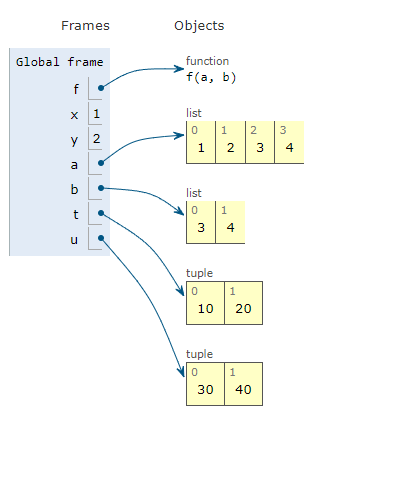 Frames Objects
Global frame
f
x 1
y 2
a
b
t
u
function
f(a, b)
list
0 1 2 3
1 2 3 4
list
0 1
3 4
tuple
0 1
10 20
tuple
0 1
30 40